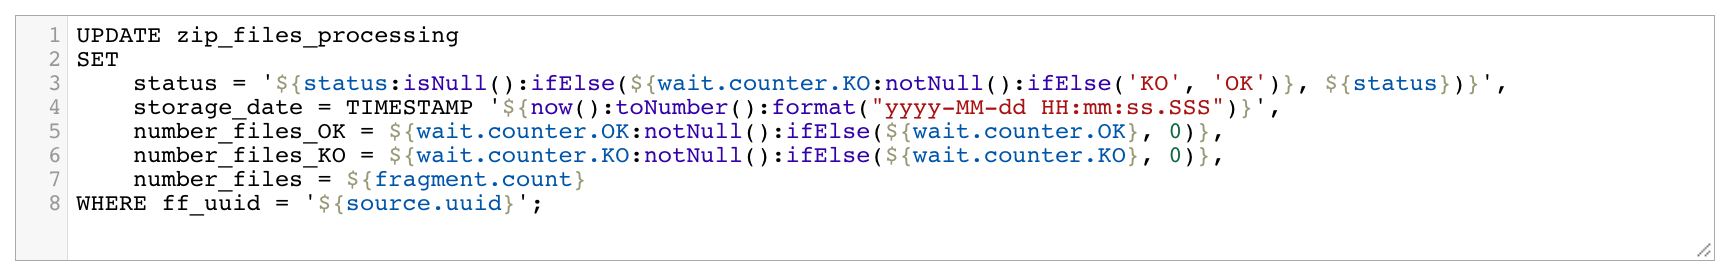 1 UPDATE zip_files_processing
2 SET
3     status = '${status:isNull():ifElse(${wait.counter.KO:notNull():ifElse('KO', 'OK')}, ${status})}',
4     storage_date = TIMESTAMP '${now():toNumber():format("yyyy-MM-dd HH:mm:ss.SSS")}',
5     number_files_OK = ${wait.counter.OK:notNull():ifElse(${wait.counter.OK}, 0)},
6     number_files_KO = ${wait.counter.KO:notNull():ifElse(${wait.counter.KO}, 0)},
7     number_files = ${fragment.count}
8 WHERE ff_uuid = '${source.uuid}';